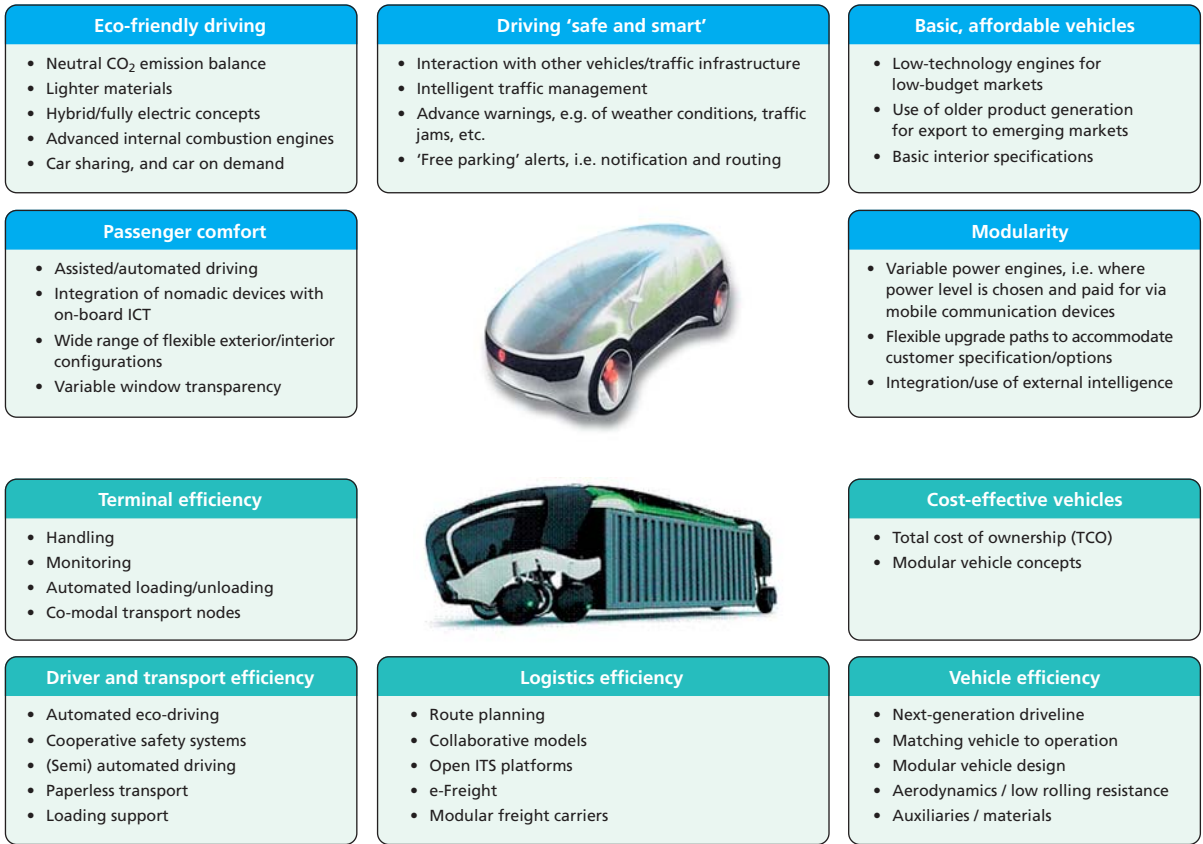 Eco-friendly driving
• Neutral CO₂ emission balance
• Lighter materials
• Hybrid/fully electric concepts
• Advanced internal combustion engines
• Car sharing, and car on demand
Driving ‘safe and smart’
• Interaction with other vehicles/traffic infrastructure
• Intelligent traffic management
• Advance warnings, e.g. of weather conditions, traffic
jams, etc.
• ‘Free parking’ alerts, i.e. notification and routing
Basic, affordable vehicles
• Low-technology engines for
low-budget markets
• Use of older product generation
for export to emerging markets
• Basic interior specifications
Passenger comfort
• Assisted/automated driving
• Integration of nomadic devices with
on-board ICT
• Wide range of flexible exterior/interior
configurations
• Variable window transparency
Modularity
• Variable power engines, i.e. where
power level is chosen and paid for via
mobile communication devices
• Flexible upgrade paths to accommodate
customer specification/options
• Integration/use of external intelligence
Terminal efficiency
• Handling
• Monitoring
• Automated loading/unloading
• Co-modal transport nodes
Cost-effective vehicles
• Total cost of ownership (TCO)
• Modular vehicle concepts
Driver and transport efficiency
• Automated eco-driving
• Cooperative safety systems
• (Semi) automated driving
• Paperless transport
• Loading support
Logistics efficiency
• Route planning
• Collaborative models
• Open ITS platforms
• e-Freight
• Modular freight carriers
Vehicle efficiency
• Next-generation driveline
• Matching vehicle to operation
• Modular vehicle design
• Aerodynamics / low rolling resistance
• Auxiliaries / materials